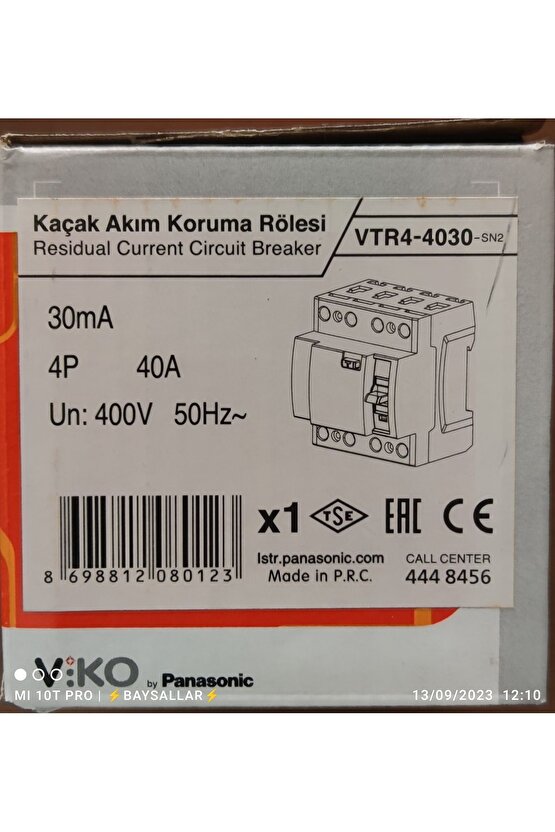 Kaçak Akım Koruma Rölesi
Residual Current Circuit Breaker
VTR4-4030-SN2
30mA
4P 40A
Un: 400V 50Hz~
x1 TSE EAC CE
8 698812 080123
lstr.panasonic.com
Made in P.R.C.
CALL CENTER
444 8456
ViKO by Panasonic
MI 10T PRO | ⚡BAYSALLAR⚡
13/09/2023 12:10